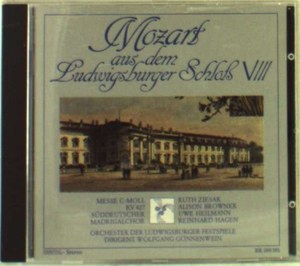 Mozart
aus dem
Ludwigsburger Schloß VIII
MESSE C-MOLL
KV 427
SÜDDEUTSCHER
MADRIGALCHOR
RUTH ZIESAK
ALISON BROWNER
UWE HEILMANN
REINHARD HAGEN
ORCHESTER DER LUDWIGSBURGER FESTSPIELE
DIRIGENT WOLFGANG GÖNNENWEIN